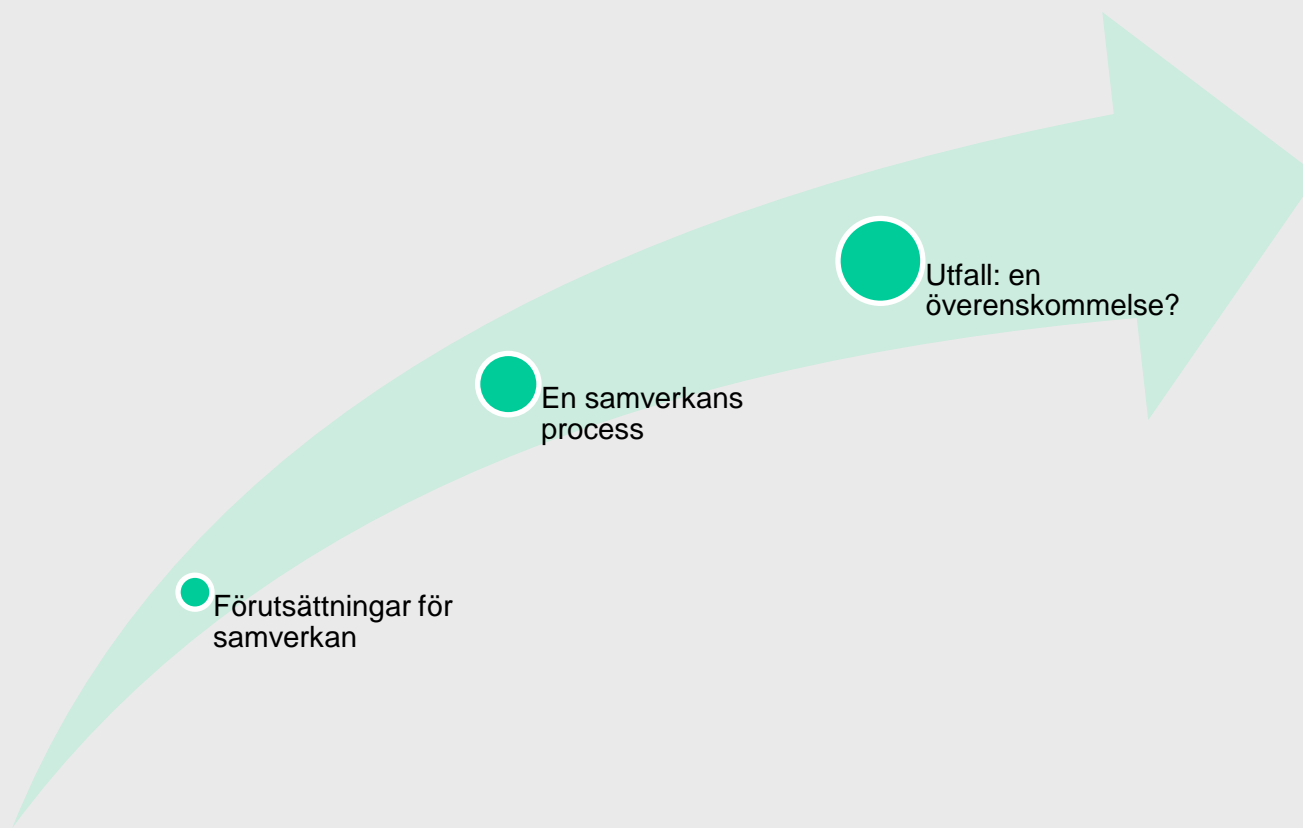 Utfall: en
överenskommelse?
En samverkans
process
Förutsättningar för
samverkan